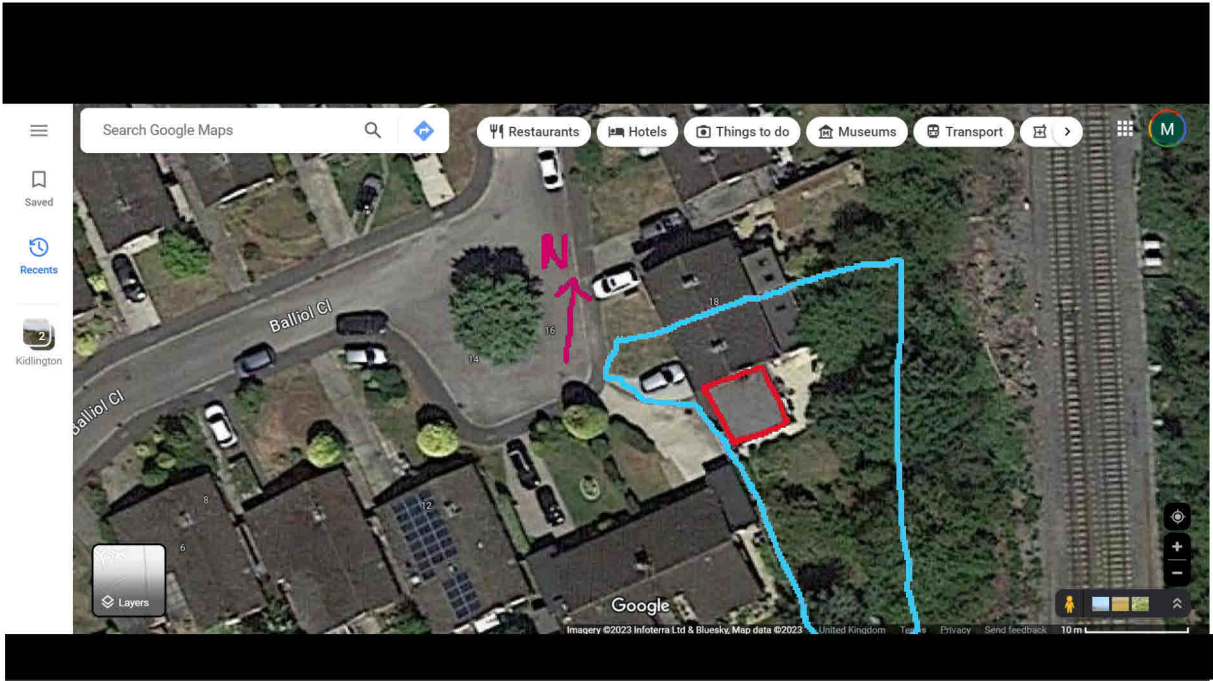 Search Google Maps
Restaurants
Hotels
Things to do
Museums
Transport
M
Saved
Recents
2
Kidlington
N
Balliol Cl
Balliol Cl
18
16
14
12
8
6
Layers
Google
Imagery ©2023 Infoterra Ltd & Bluesky, Map data ©2023 United Kingdom Terms Privacy Send feedback 10 m